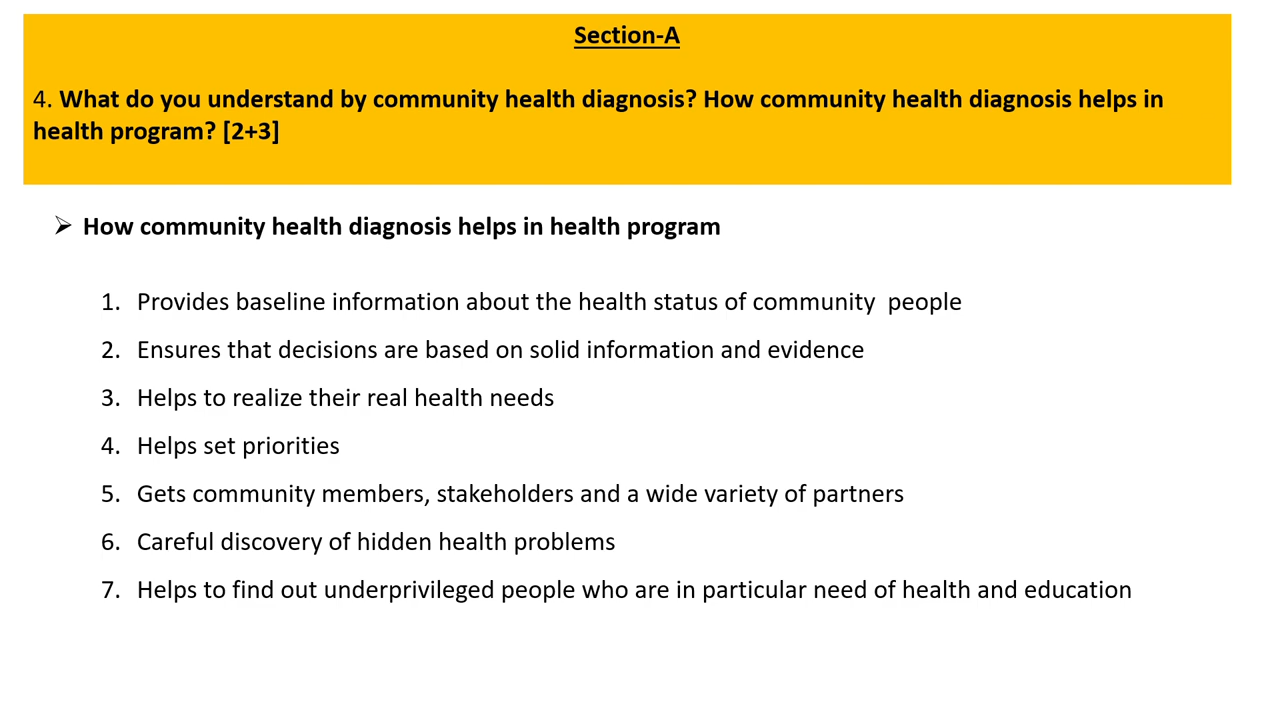 Section-A
4. What do you understand by community health diagnosis? How community health diagnosis helps in
health program? [2+3]
➢ How community health diagnosis helps in health program
1. Provides baseline information about the health status of community  people
2. Ensures that decisions are based on solid information and evidence
3. Helps to realize their real health needs
4. Helps set priorities
5. Gets community members, stakeholders and a wide variety of partners
6. Careful discovery of hidden health problems
7. Helps to find out underprivileged people who are in particular need of health and education